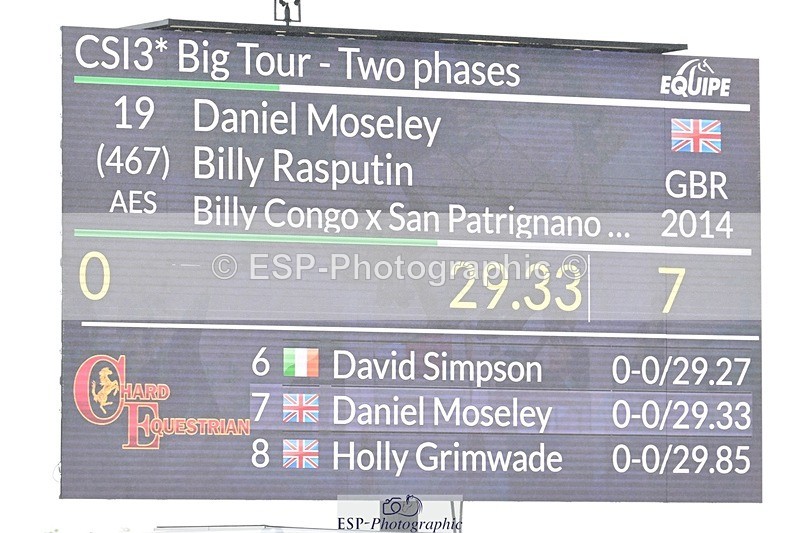 CSI3* Big Tour - Two phases
EQUIPE
19 Daniel Moseley
(467) Billy Rasputin
GBR
AES Billy Congo x San Patrignano ... 2014
© ESP-Photographic ©
0 29.33 7
6 David Simpson 0-0/29.27
7 Daniel Moseley 0-0/29.33
8 Holly Grimwade 0-0/29.85
CHARD
EQUESTRIAN
ESP-Photographic